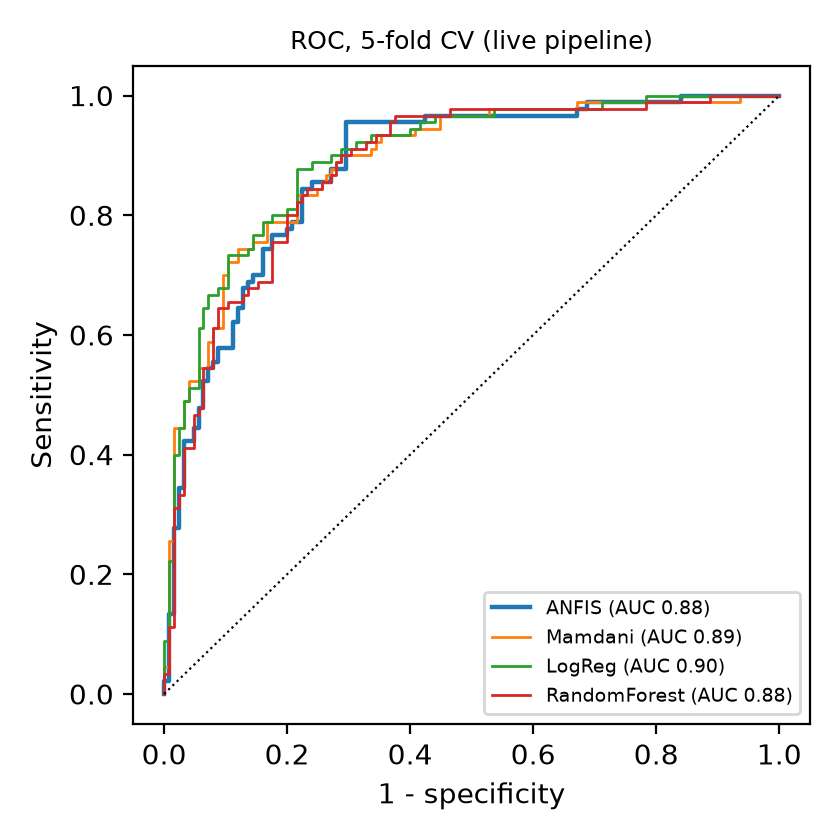 ROC, 5-fold CV (live pipeline)
1.0
0.8
0.6
0.4
0.2
0.0
Sensitivity
ANFIS (AUC 0.88)
Mamdani (AUC 0.89)
LogReg (AUC 0.90)
RandomForest (AUC 0.88)
0.0 0.2 0.4 0.6 0.8 1.0
1 - specificity